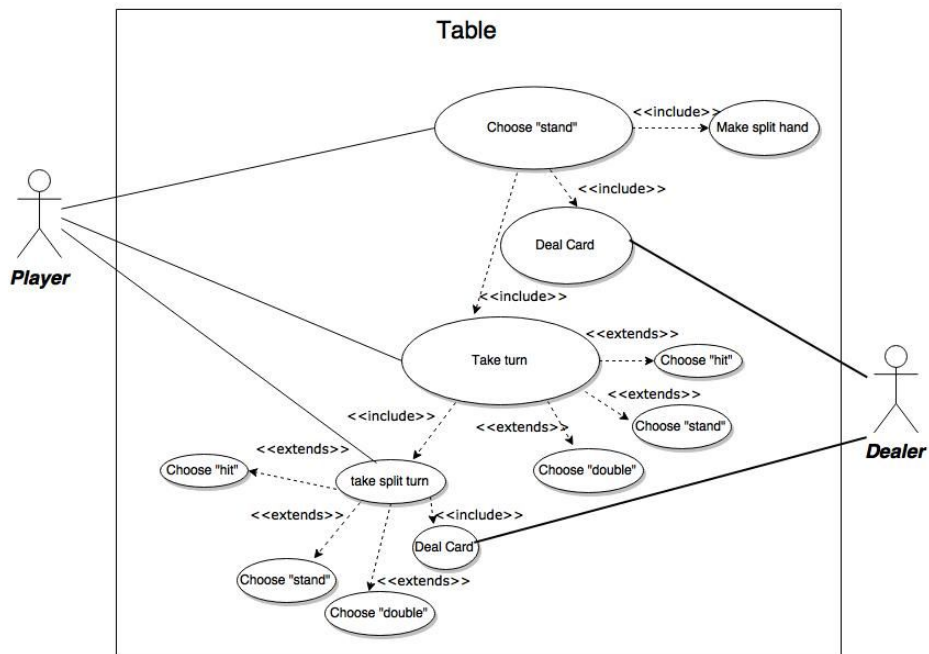 Table
<<include>>
Choose "stand"
Make split hand
<<include>>
Deal Card
Player
<<include>>
<<extends>>
Take turn
Choose "hit"
<<extends>>
<<include>>
<<extends>>
Choose "stand"
<<extends>>
Dealer
Choose "hit"
take split turn
Choose "double"
<<extends>>
<<include>>
Deal Card
Choose "stand"
<<extends>>
Choose "double"